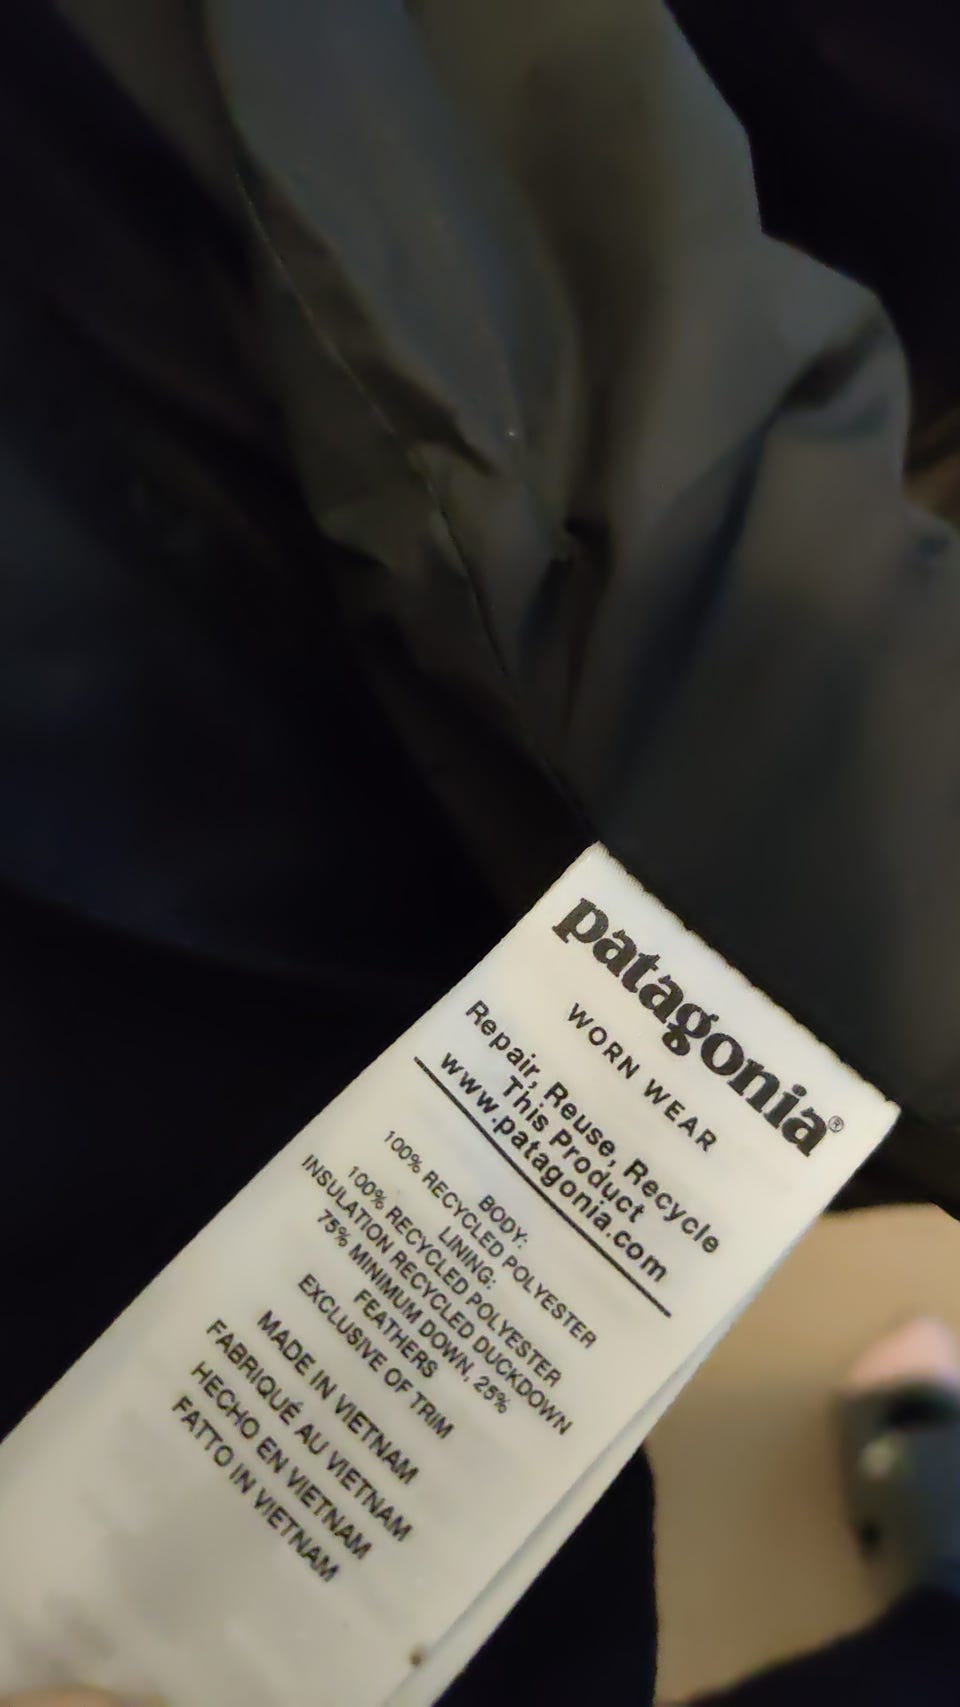 patagonia®
WORN WEAR
Repair, Reuse, Recycle
This Product
www.patagonia.com
BODY:
100% RECYCLED POLYESTER
LINING:
100% RECYCLED POLYESTER
INSULATION RECYCLED DUCKDOWN
75% MINIMUM DOWN, 25%
FEATHERS
EXCLUSIVE OF TRIM
MADE IN VIETNAM
FABRIQUÉ AU VIETNAM
HECHO EN VIETNAM
FATTO IN VIETNAM